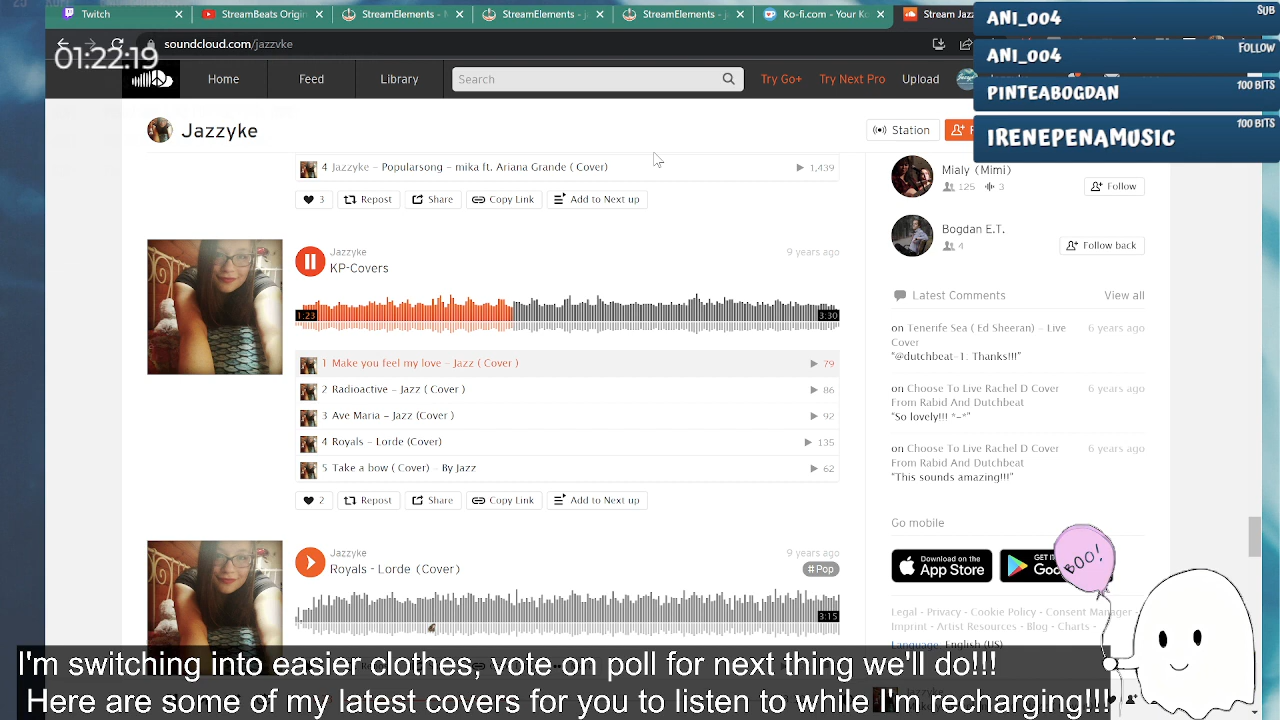 Twitch
StreamBeats Origin
StreamElements - M
StreamElements - ji
StreamElements - ji
Ko-fi.com - Your Ko
Stream Jazz
soundcloud.com/jazzvke
01:22:19
ANI_004 SUB
ANI_004 FOLLOW
PINTEABOGDAN 100 BITS
IRENEPENAMUSIC 100 BITS
Home
Feed
Library
Search
Try Go+
Try Next Pro
Upload
Jazzyke
Station
4 Jazzyke - Popularsong - mika ft. Ariana Grande ( Cover) 1,439
3
Repost
Share
Copy Link
Add to Next up
Jazzyke 9 years ago
KP-Covers
1:23 3:30
1 Make you feel my love - Jazz ( Cover ) 79
2 Radioactive - Jazz ( Cover ) 86
3 Ave Maria - Jazz (Cover ) 92
4 Royals - Lorde (Cover) 135
5 Take a bow ( Cover) - By Jazz 62
2
Repost
Share
Copy Link
Add to Next up
Jazzyke 9 years ago
Royals - Lorde (Cover) # Pop
3:15
Mialy (Mimi)
125 3
Follow
Bogdan E.T.
4
Follow back
Latest Comments View all
on Tenerife Sea ( Ed Sheeran) - Live 6 years ago
Cover
"@dutchbeat-1. Thanks!!!"
on Choose To Live Rachel D Cover 6 years ago
From Rabid And Dutchbeat
"So lovely!!! *-*"
on Choose To Live Rachel D Cover 6 years ago
From Rabid And Dutchbeat
"This sounds amazing!!!"
Go mobile
Download on the
App Store
GET IT
Goo
BOO!
Legal - Privacy - Cookie Policy - Consent Manager -
Imprint - Artist Resources - Blog - Charts -
Language: English (US)
I'm switching into easier clothes, vote on poll for next thing we'll do!!!
Here are some of my latest covers for you to listen to while I'm recharging!!!